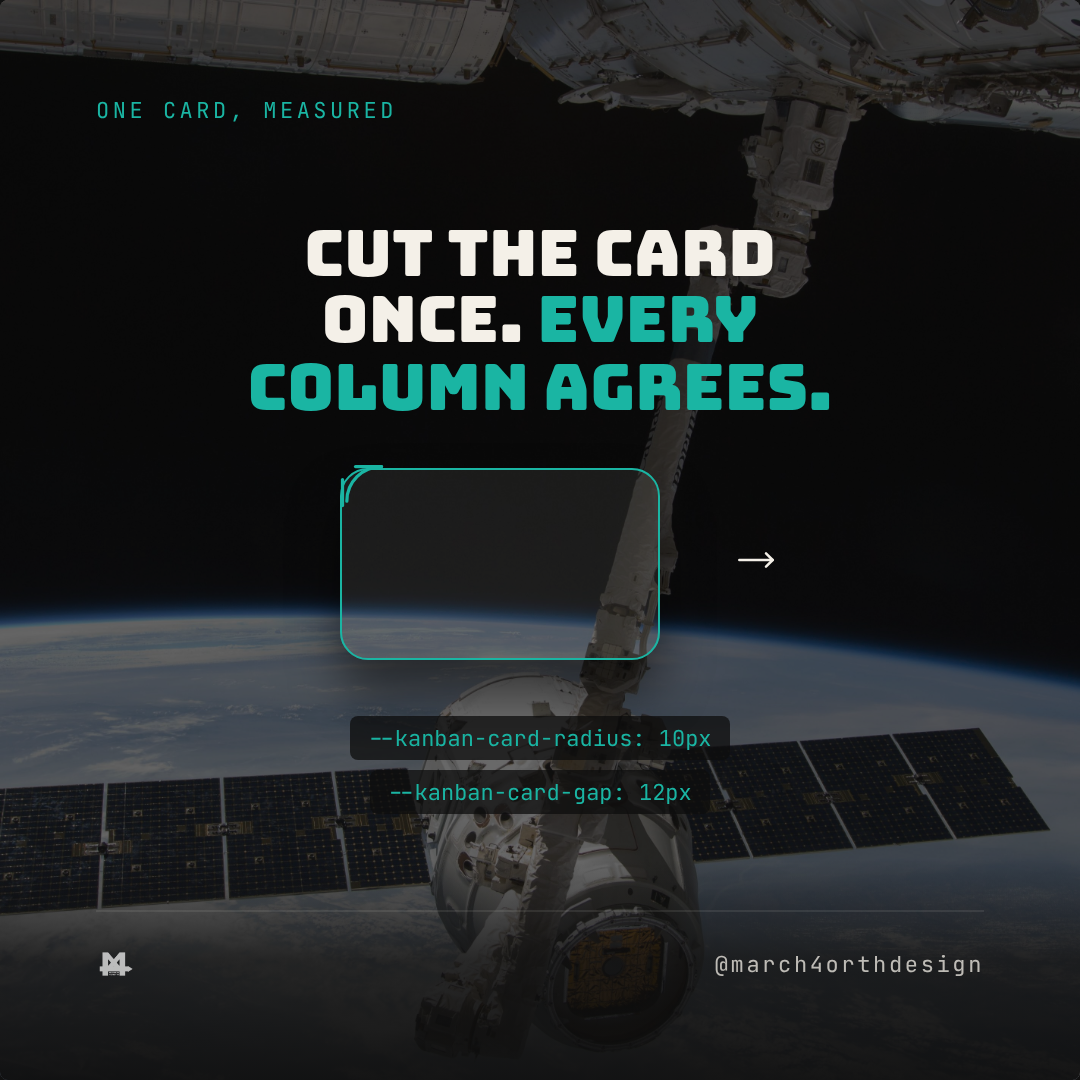 ONE CARD, MEASURED
CUT THE CARD
ONCE. EVERY
COLUMN AGREES.
→
--kanban-card-radius: 10px
--kanban-card-gap: 12px
@march4orthdesign